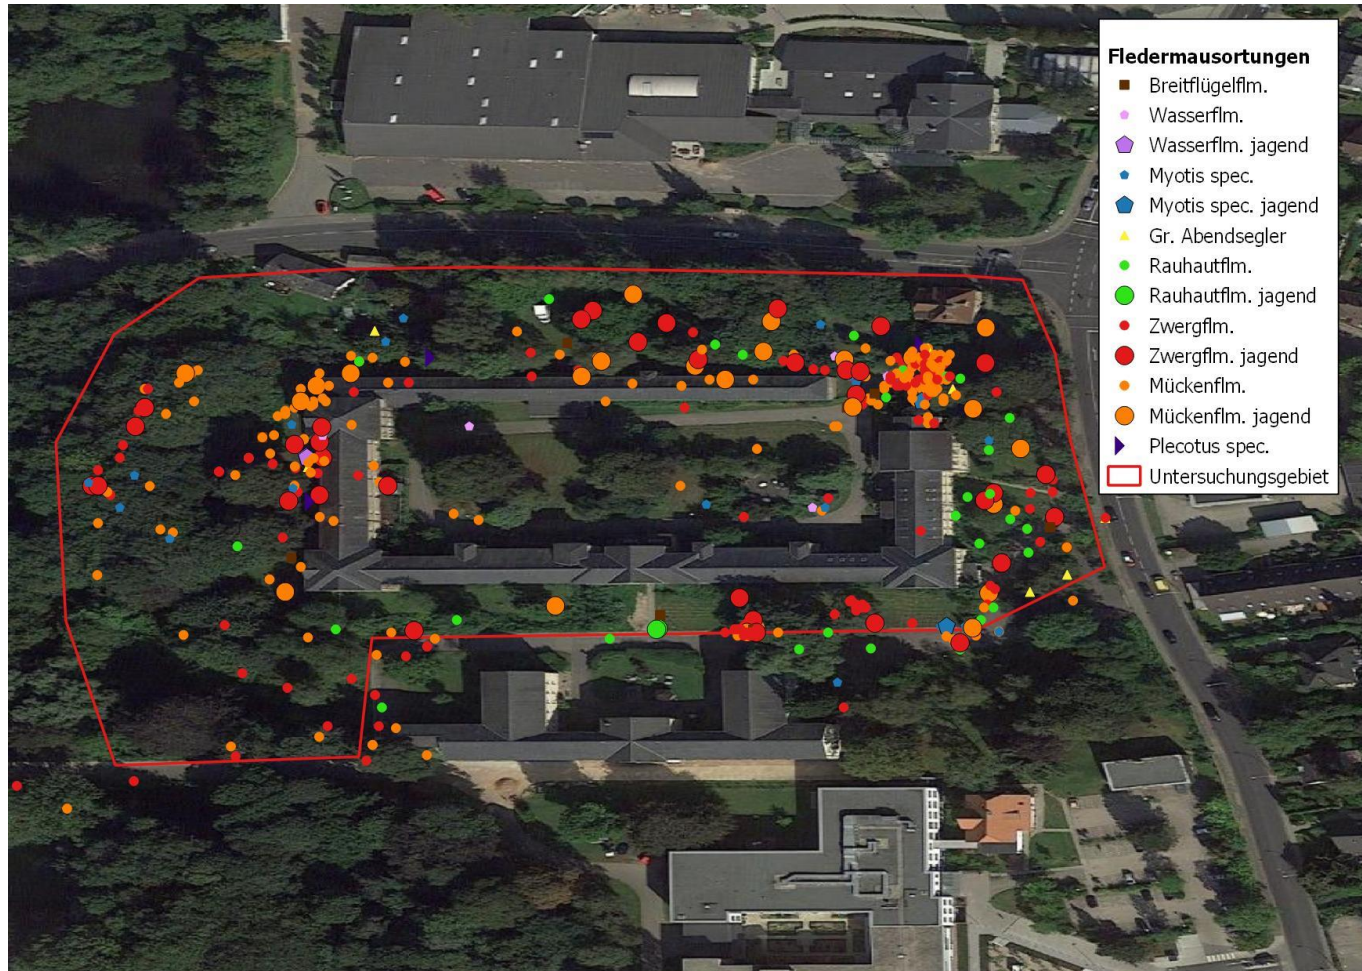 Fledermausortungen
Breitflügelflm.
Wasserflm.
Wasserflm. jagend
Myotis spec.
Myotis spec. jagend
Gr. Abendsegler
Rauhautflm.
Rauhautflm. jagend
Zwergflm.
Zwergflm. jagend
Mückenflm.
Mückenflm. jagend
Plecotus spec.
Untersuchungsgebiet